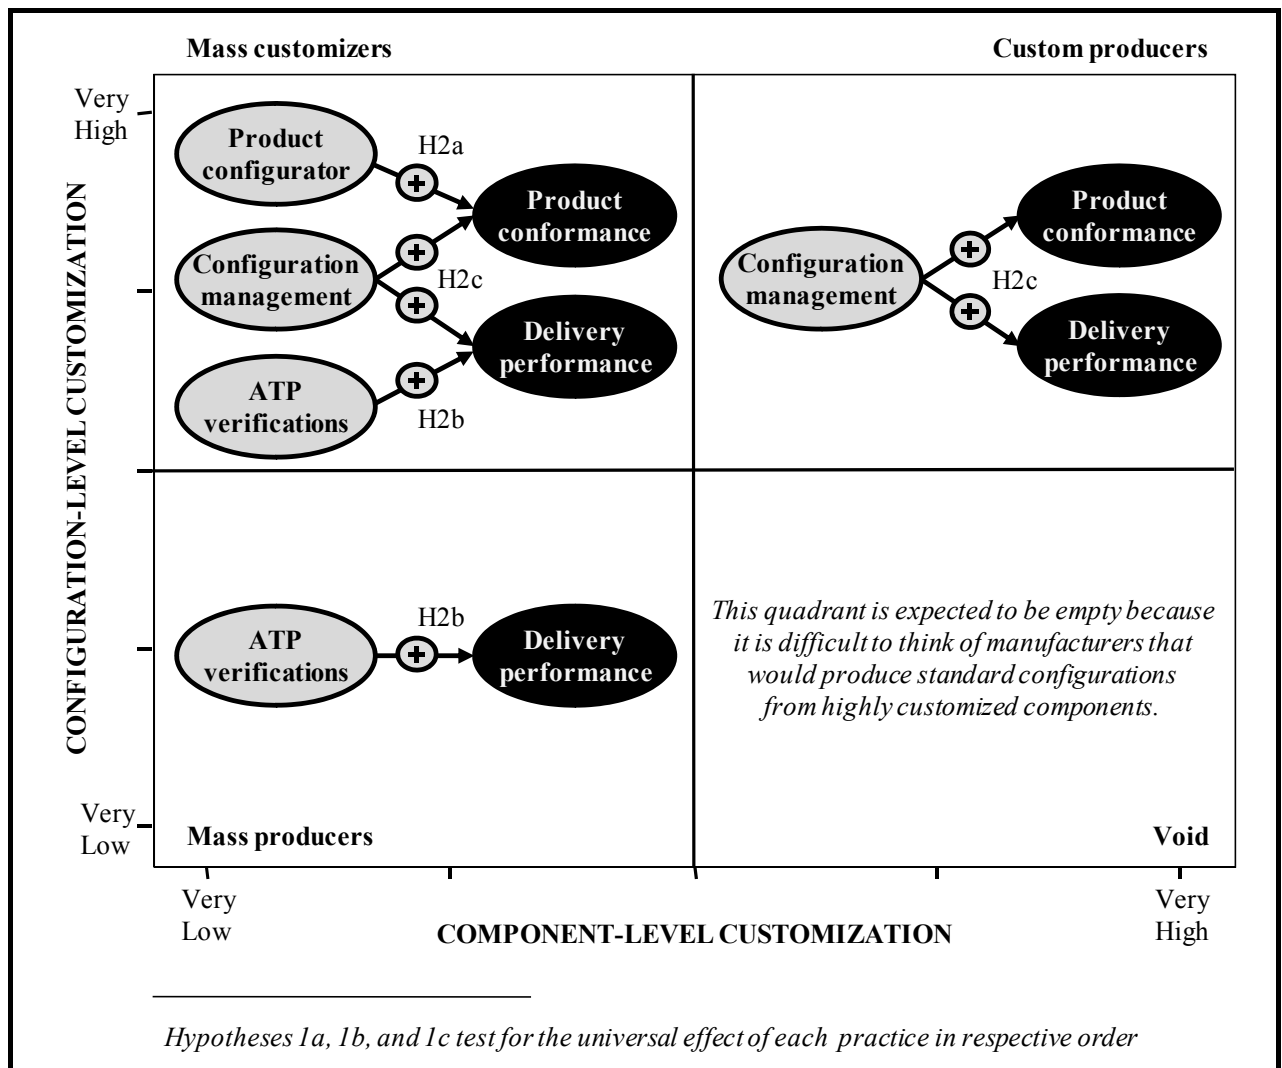 Mass customizers
Custom producers
Very
High
Product
configurator
H2a
Product
conformance
Configuration
management
H2c
Delivery
performance
ATP
verifications
H2b
Product
conformance
Configuration
management
H2c
Delivery
performance
CONFIGURATION-LEVEL CUSTOMIZATION
ATP
verifications
H2b
Delivery
performance
This quadrant is expected to be empty because
it is difficult to think of manufacturers that
would produce standard configurations
from highly customized components.
Very
Low
Mass producers
Void
Very
Low
COMPONENT-LEVEL CUSTOMIZATION
Very
High
Hypotheses 1a, 1b, and 1c test for the universal effect of each practice in respective order